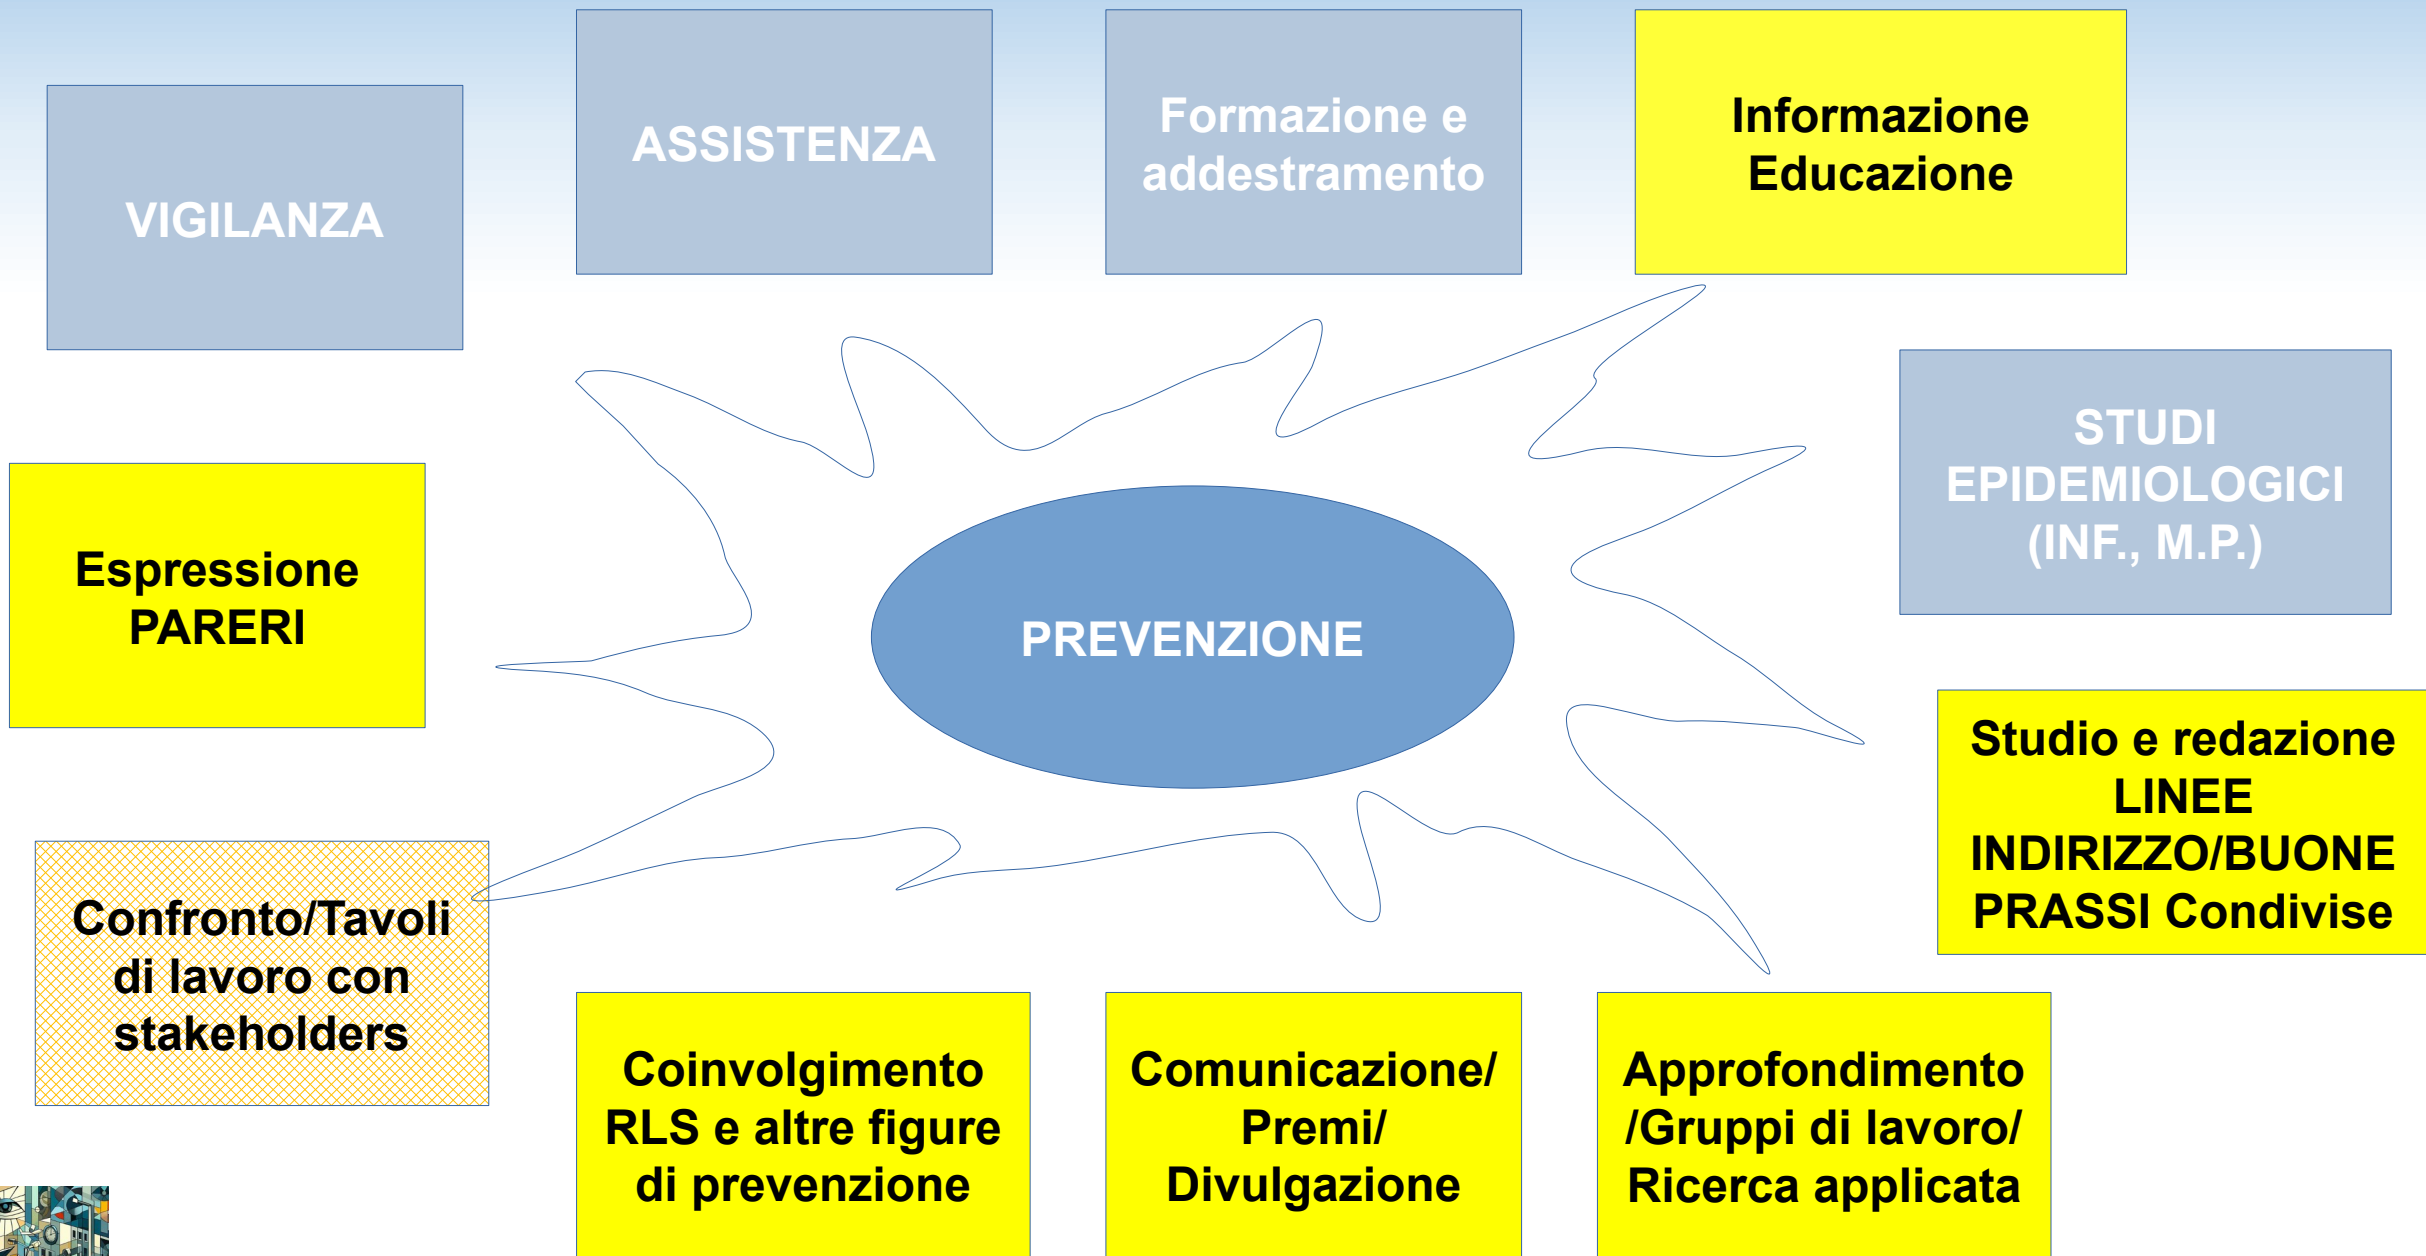 VIGILANZA
ASSISTENZA
Formazione e
addestramento
Informazione
Educazione
STUDI
EPIDEMIOLOGICI
(INF., M.P.)
Espressione
PARERI
PREVENZIONE
Studio e redazione
LINEE
INDIRIZZO/BUONE
PRASSI Condivise
Confronto/Tavoli
di lavoro con
stakeholders
Coinvolgimento
RLS e altre figure
di prevenzione
Comunicazione/
Premi/
Divulgazione
Approfondimento
/Gruppi di lavoro/
Ricerca applicata